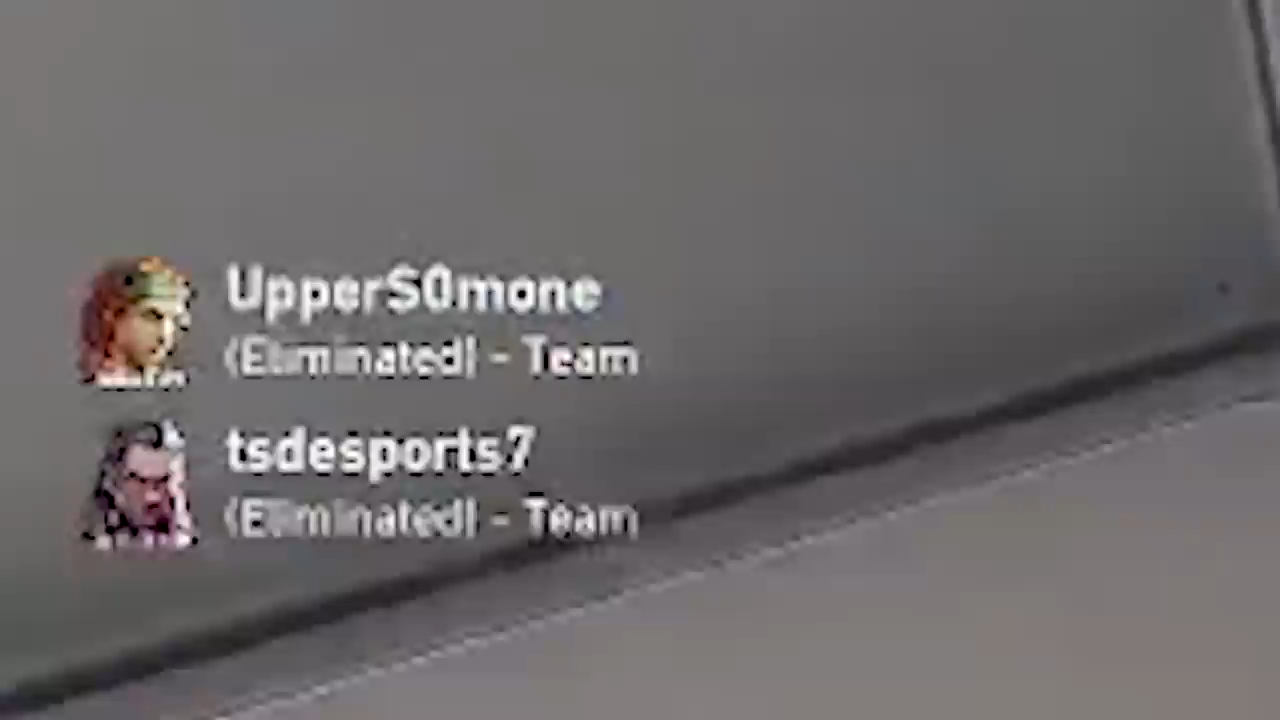 UpperS0mone
(Eliminated) - Team
tsdesports7
(Eliminated) - Team